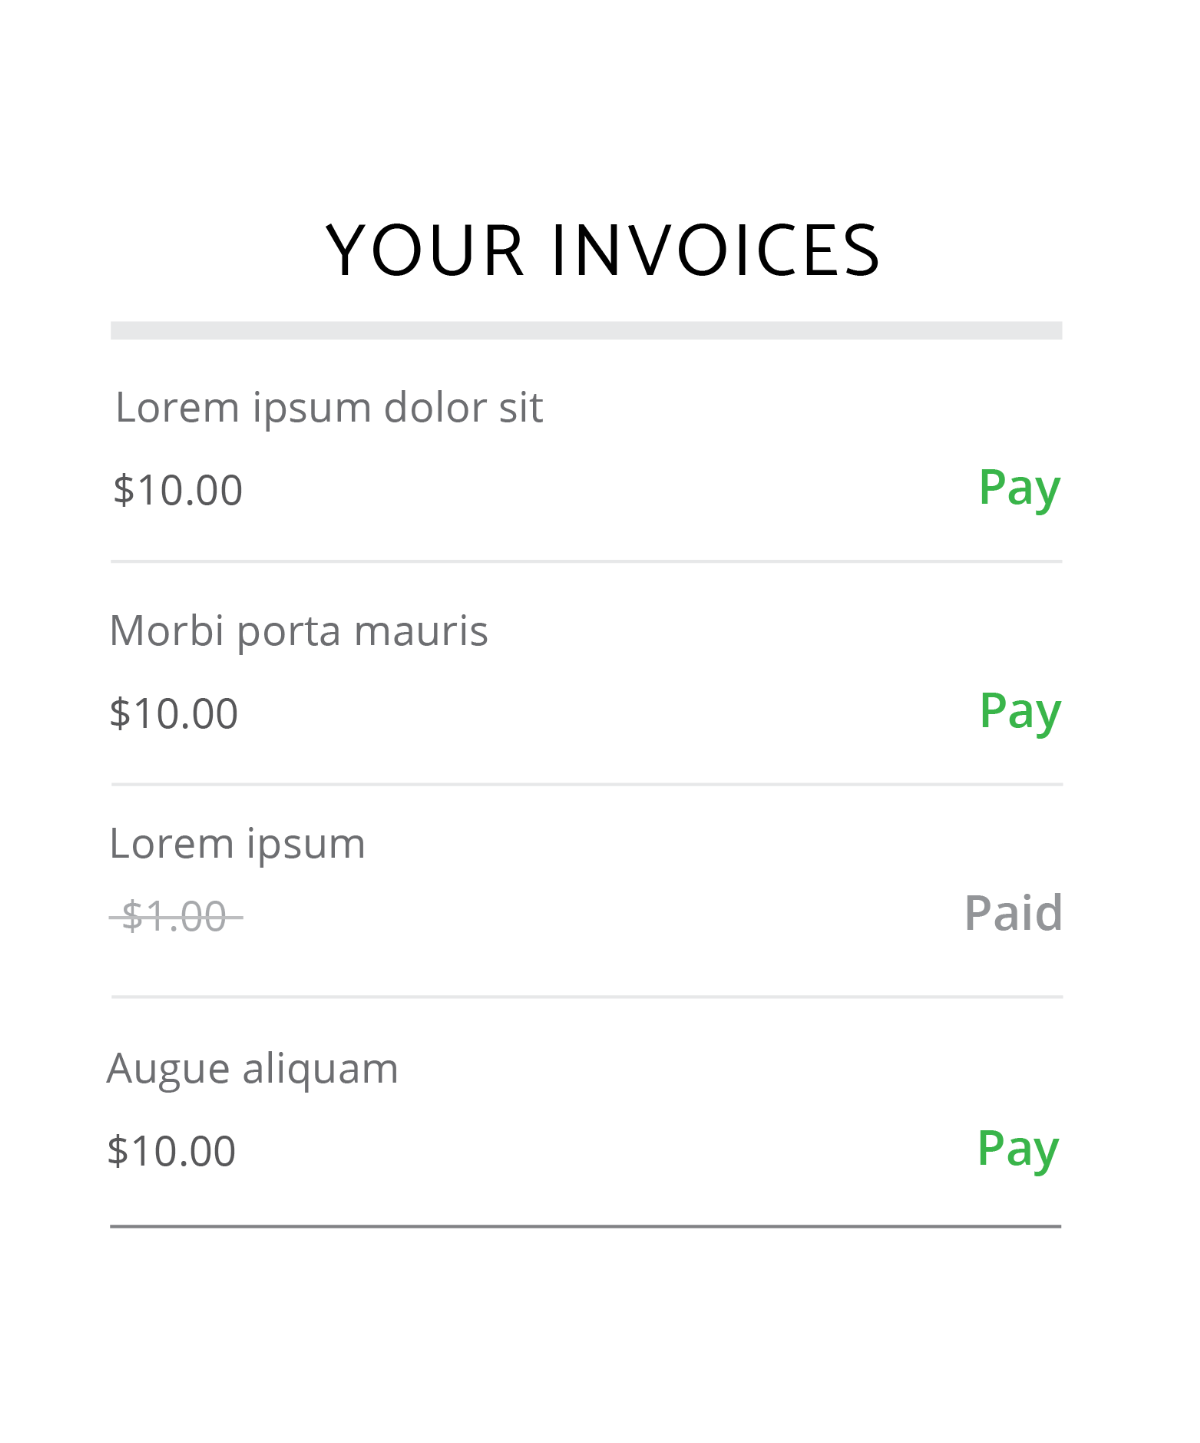 YOUR INVOICES
Lorem ipsum dolor sit
$10.00
Pay
Morbi porta mauris
$10.00
Pay
Lorem ipsum
$1.00
Paid
Augue aliquam
$10.00
Pay